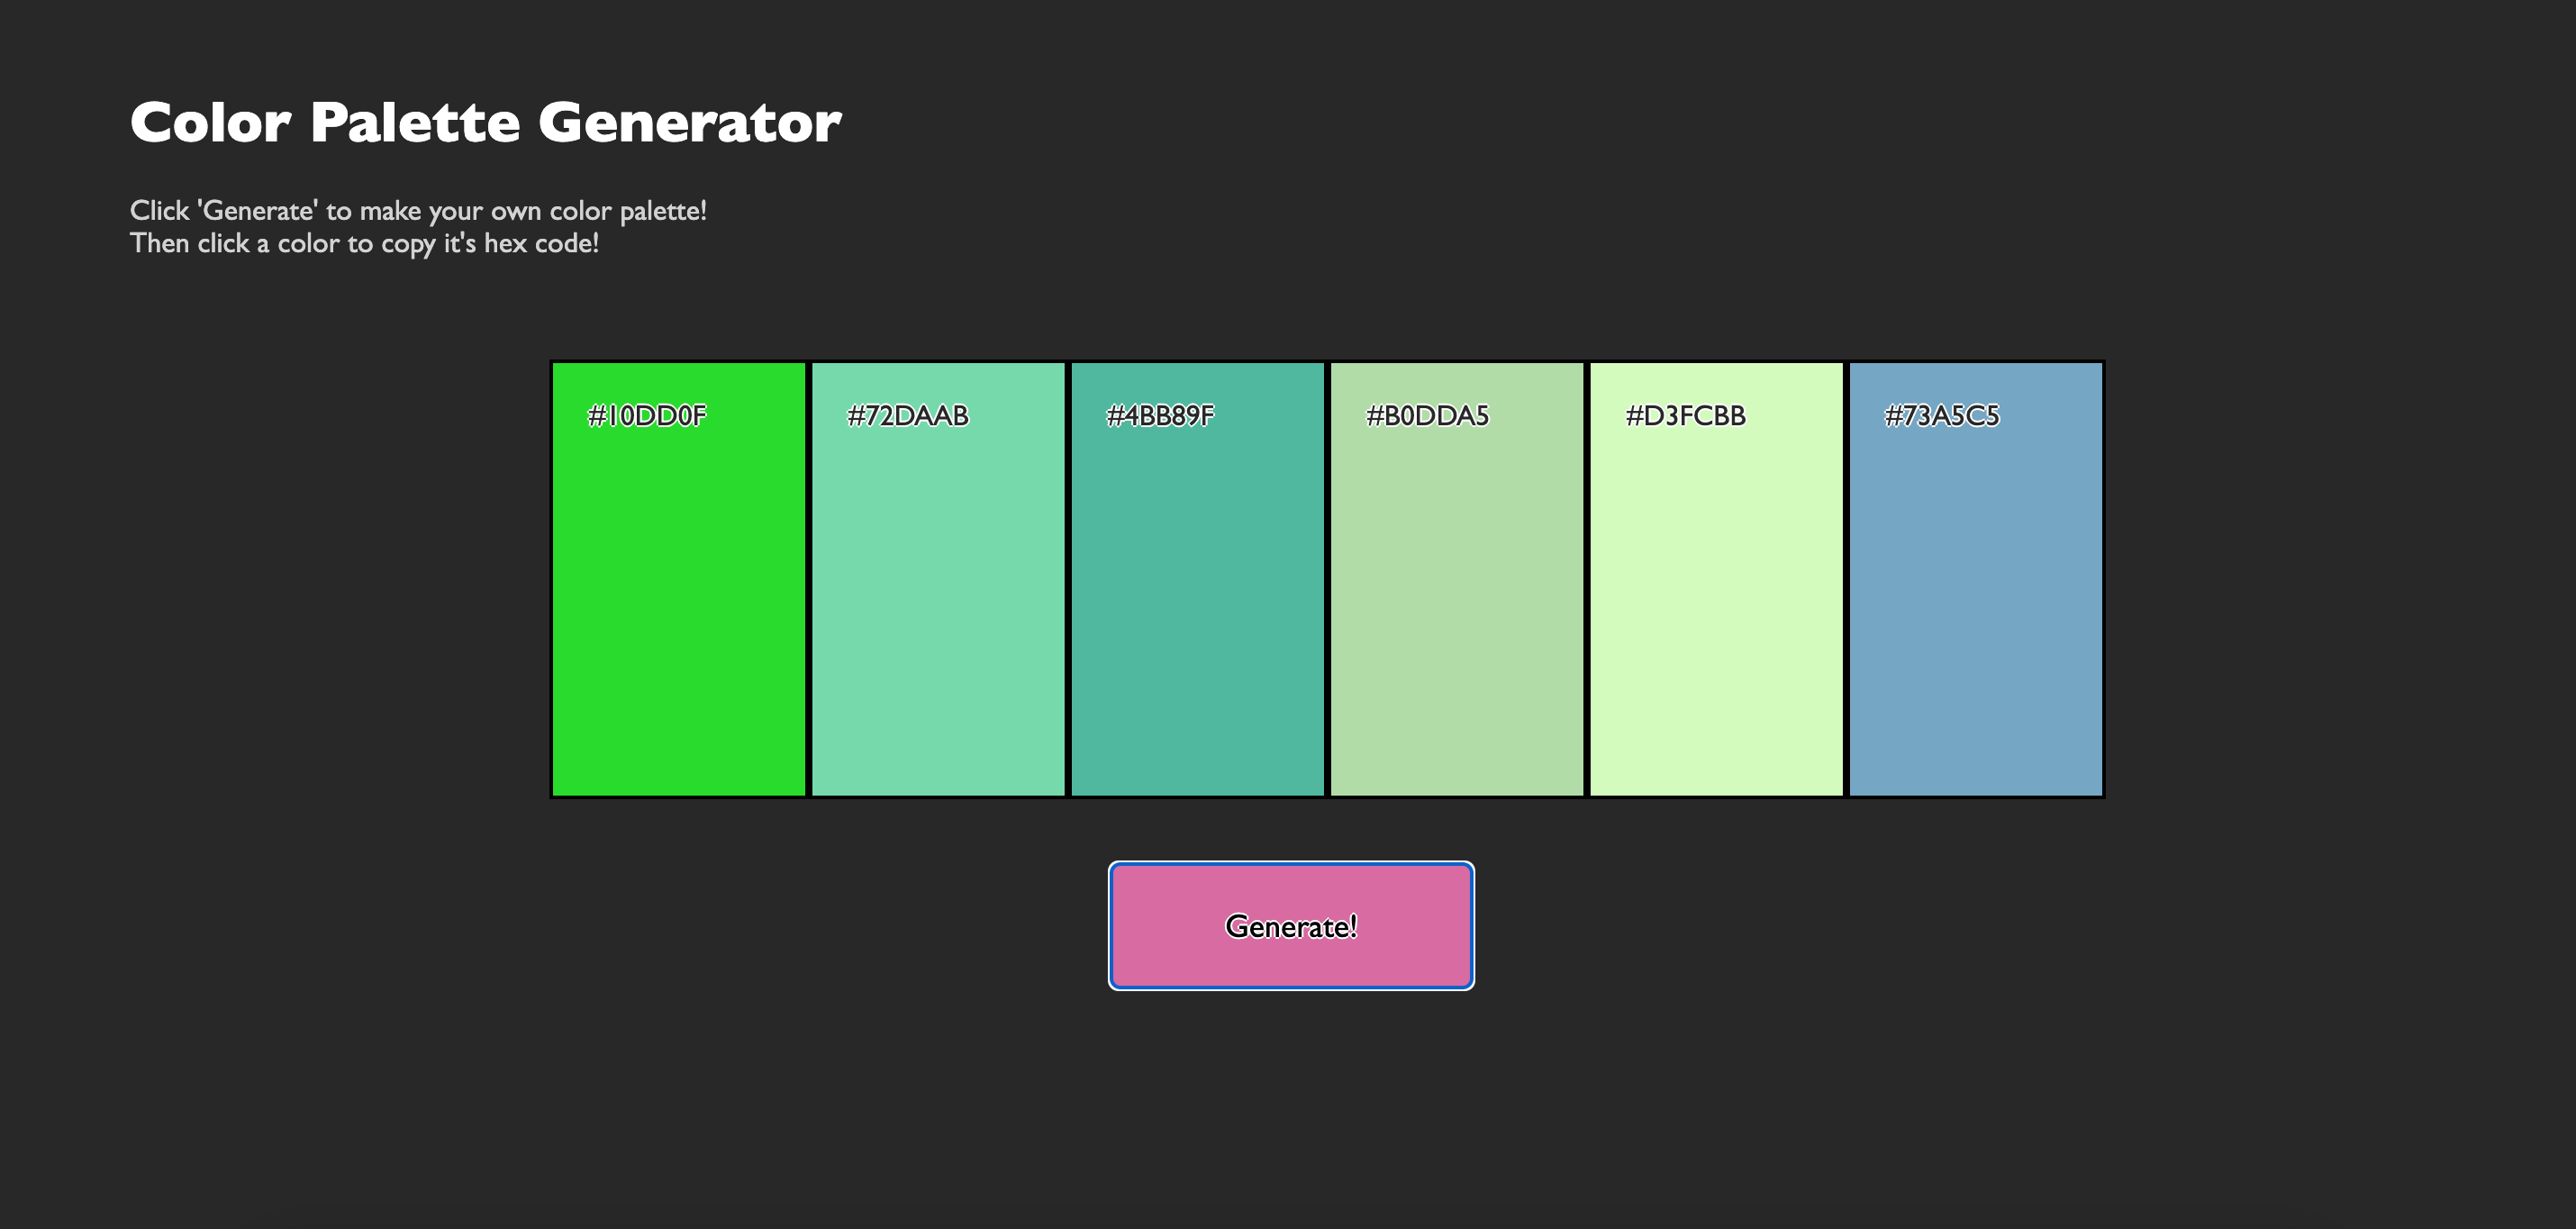 Color Palette Generator
Click 'Generate' to make your own color palette!
Then click a color to copy it's hex code!
#10DD0F
#72DAAB
#4BB89F
#B0DDA5
#D3FCBB
#73A5C5
Generate!